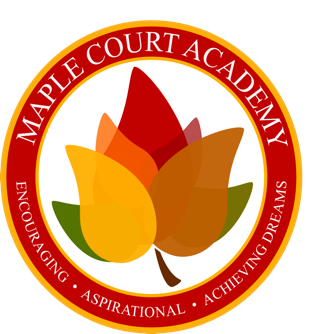 MAPLE COURT ACADEMY
ENCOURAGING • ASPIRATIONAL • ACHIEVING DREAMS